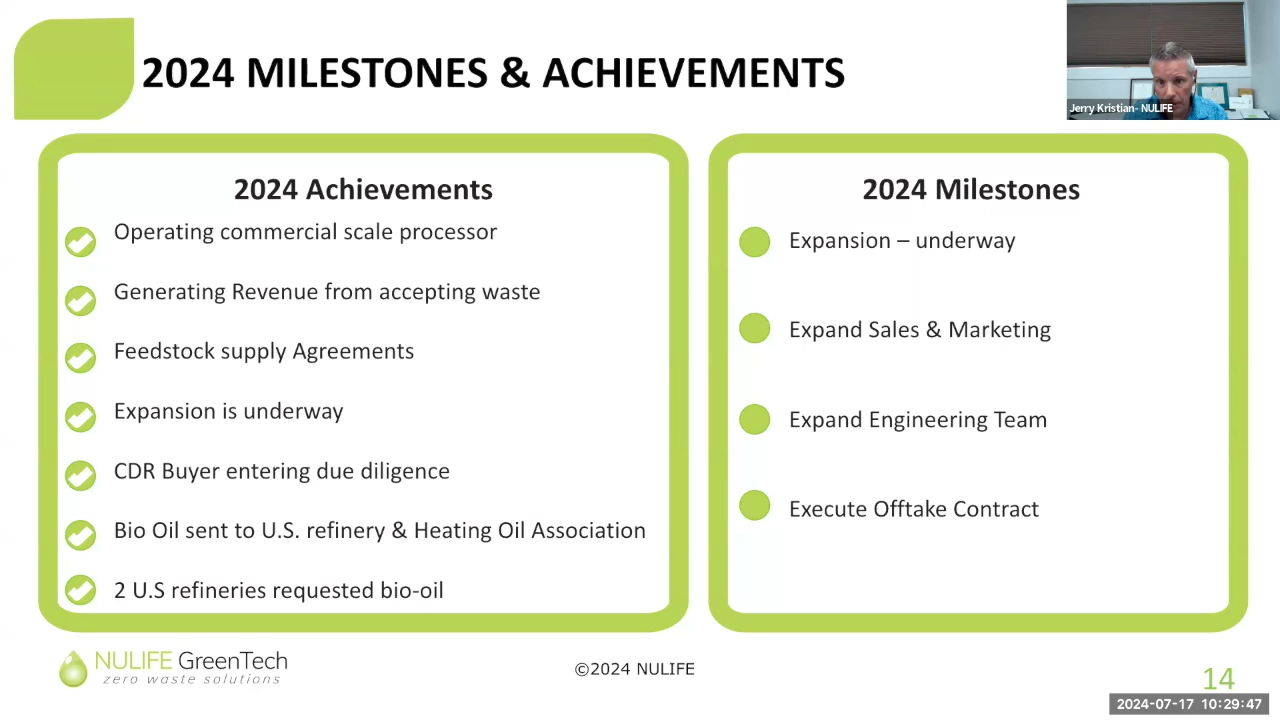 2024 MILESTONES & ACHIEVEMENTS
Jerry Kristian- NULIFE
2024 Achievements
Operating commercial scale processor
Generating Revenue from accepting waste
Feedstock supply Agreements
Expansion is underway
CDR Buyer entering due diligence
Bio Oil sent to U.S. refinery & Heating Oil Association
2 U.S refineries requested bio-oil
2024 Milestones
Expansion – underway
Expand Sales & Marketing
Expand Engineering Team
Execute Offtake Contract
NULIFE GreenTech
zero waste solutions
©2024 NULIFE
14
2024-07-17 10:29:47